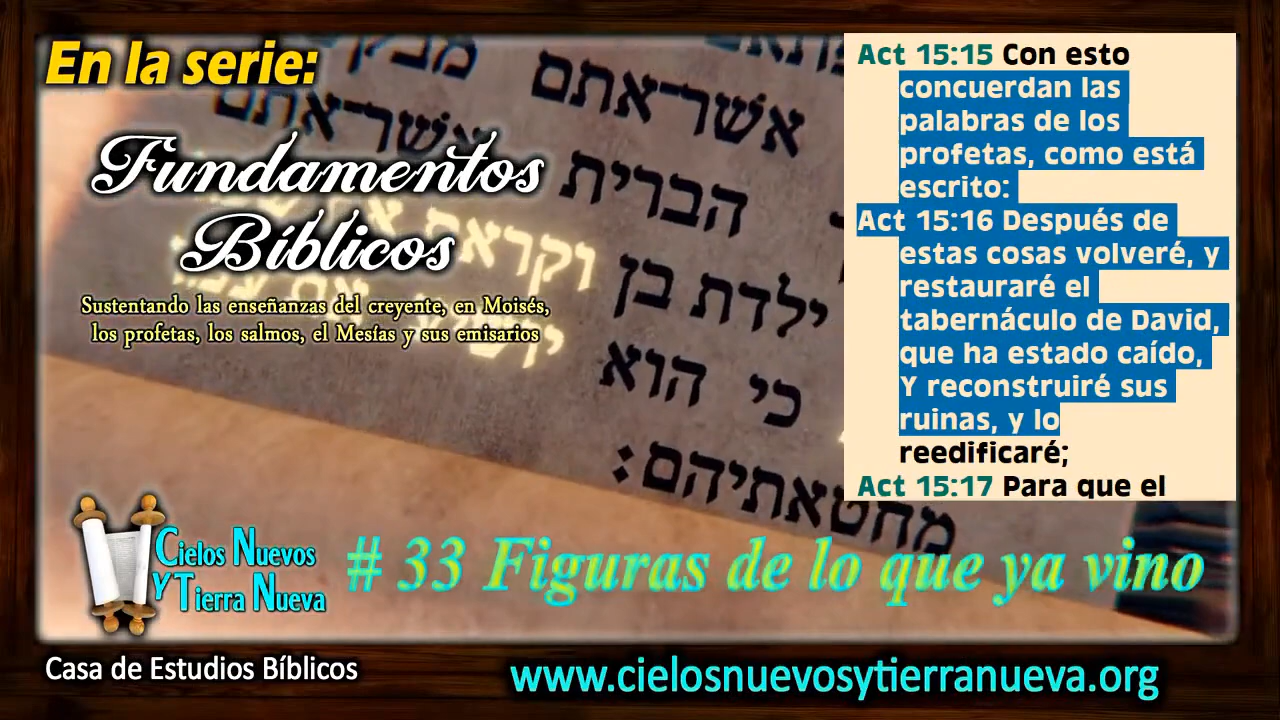 En la serie:
Fundamentos
Bíblicos
Sustentando las enseñanzas del creyente, en Moisés,
los profetas, los salmos, el Mesías y sus emisarios
אשר־אתם
אשר־אתם
הברית
וקראת
ילדת בן
כי הוא
מחטאתיהם:
Act 15:15 Con esto
concuerdan las
palabras de los
profetas, como está
escrito:
Act 15:16 Después de
estas cosas volveré, y
restauraré el
tabernáculo de David,
que ha estado caído,
Y reconstruiré sus
ruinas, y lo
reedificaré;
Act 15:17 Para que el
Cielos Nuevos
Y Tierra Nueva
# 33 Figuras de lo que ya vino
Casa de Estudios Bíblicos
www.cielosnuevosytierranueva.org